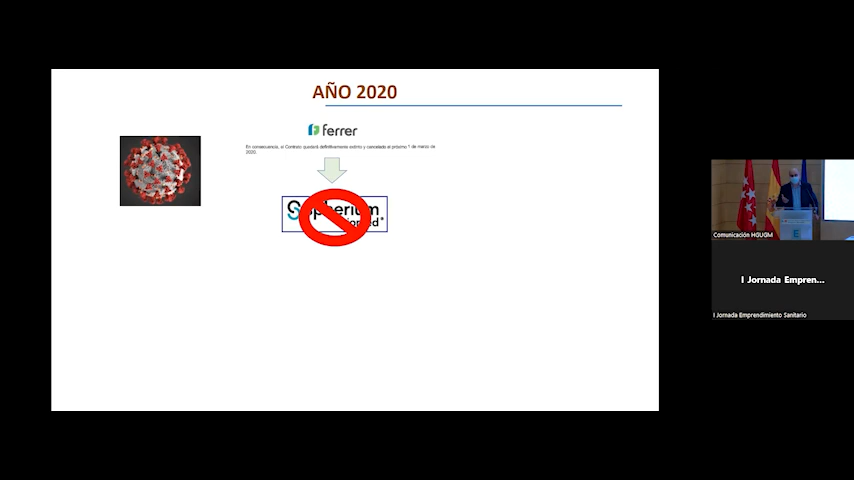 AÑO 2020
ferrer
En consecuencia, el Contrato quedará definitivamente extinto y cancelado el próximo 1 de marzo de
2020.
Spherium
Comunicación HGUGM
I Jornada Empren...
I Jornada Emprendimiento Sanitario